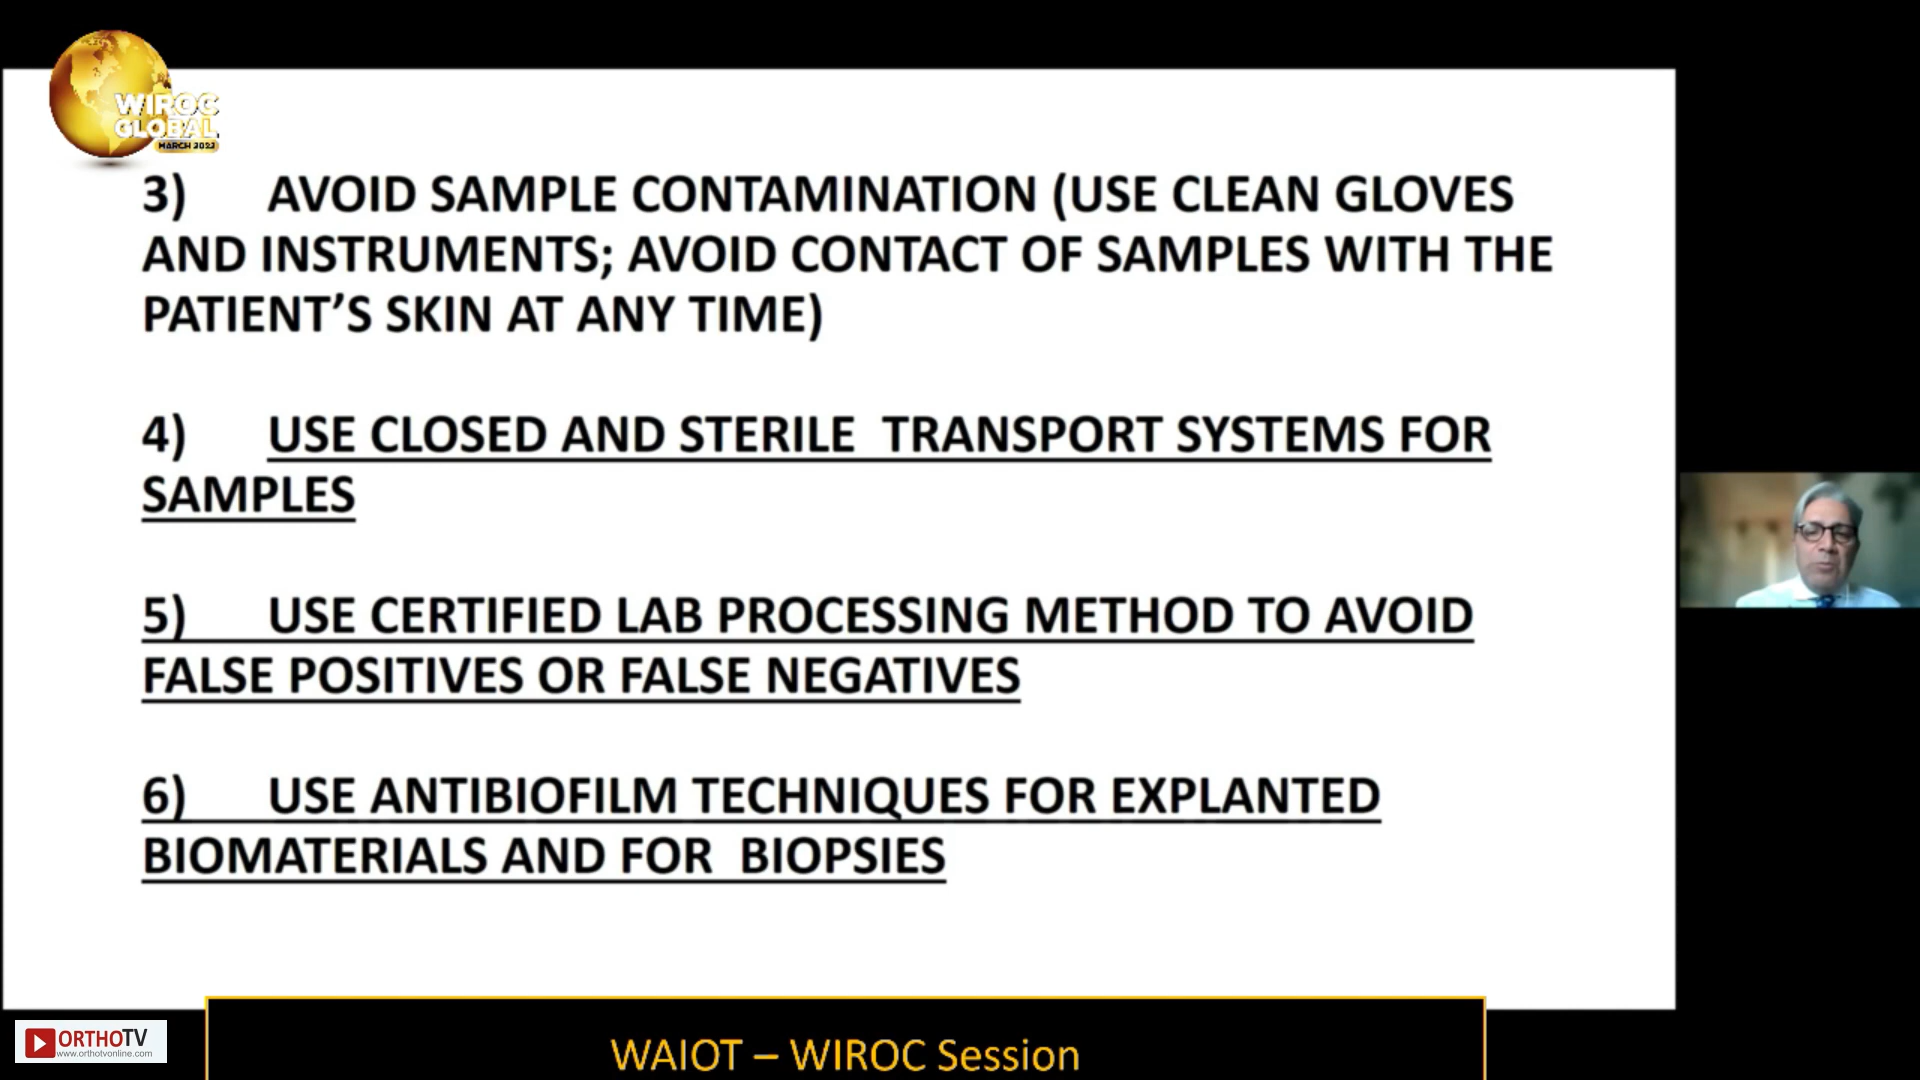 WIROC
GLOBAL
MARCH 2022
3) AVOID SAMPLE CONTAMINATION (USE CLEAN GLOVES
AND INSTRUMENTS; AVOID CONTACT OF SAMPLES WITH THE
PATIENT’S SKIN AT ANY TIME)
4) USE CLOSED AND STERILE TRANSPORT SYSTEMS FOR
SAMPLES
5) USE CERTIFIED LAB PROCESSING METHOD TO AVOID
FALSE POSITIVES OR FALSE NEGATIVES
6) USE ANTIBIOFILM TECHNIQUES FOR EXPLANTED
BIOMATERIALS AND FOR BIOPSIES
ORTHOTV
www.orthotvonline.com
WAIOT – WIROC Session